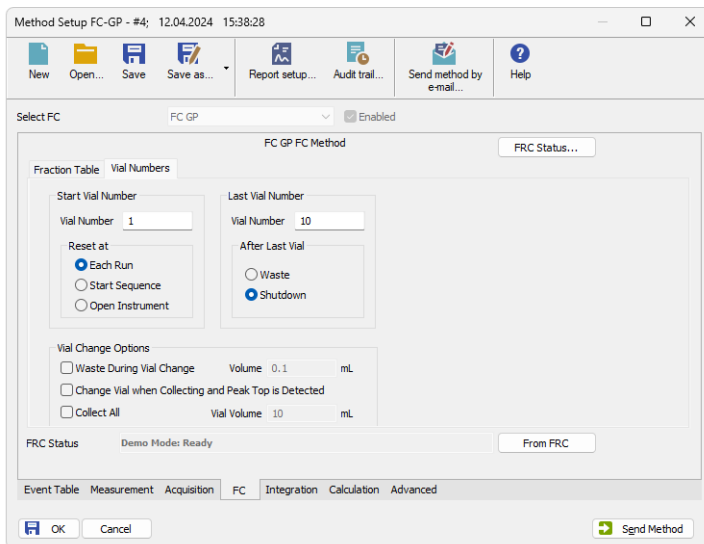 Method Setup FC-GP - #4; 12.04.2024 15:38:28
New Open... Save Save as... Report setup... Audit trail... Send method by e-mail... Help
Select FC FC GP Enabled
FC GP FC Method FRC Status...
Fraction Table Vial Numbers
Start Vial Number Last Vial Number
Vial Number 1 Vial Number 10
Reset at After Last Vial
Each Run
Waste
Start Sequence
Shutdown
Open Instrument
Vial Change Options
Waste During Vial Change Volume 0.1 mL
Change Vial when Collecting and Peak Top is Detected
Collect All Vial Volume 10 mL
FRC Status Demo Mode: Ready From FRC
Event Table Measurement Acquisition FC Integration Calculation Advanced
OK Cancel Send Method